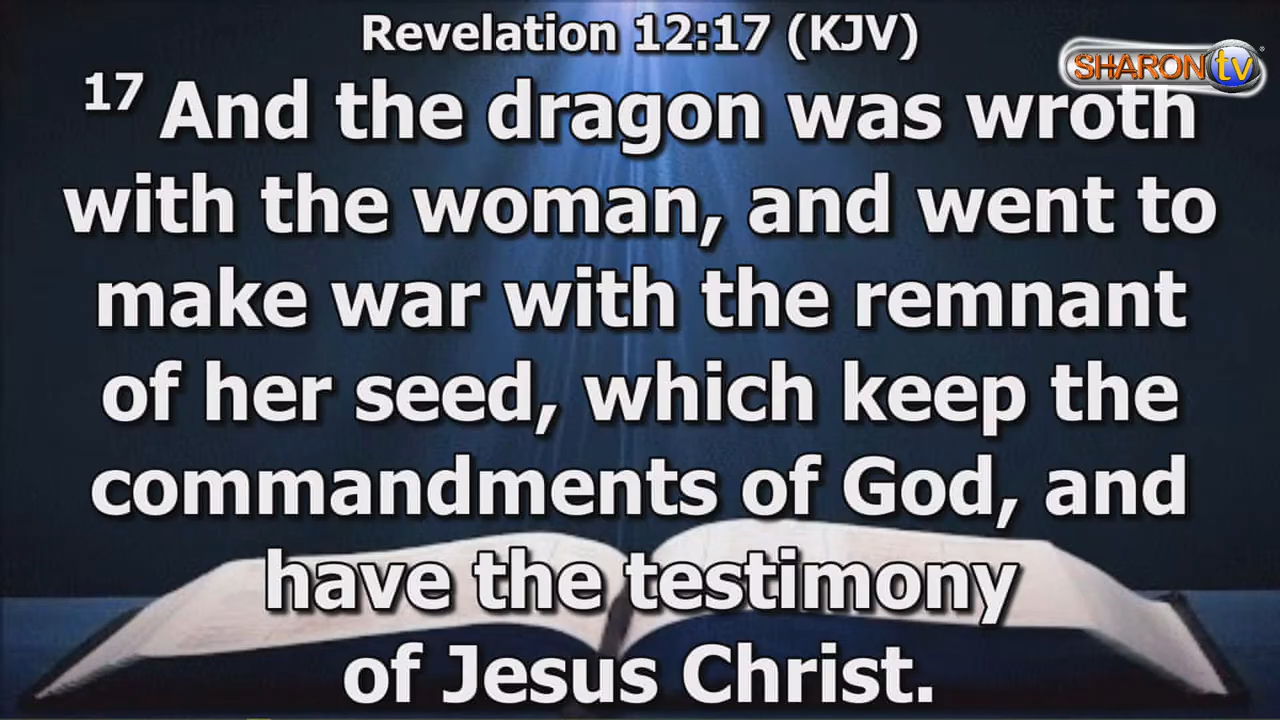 Revelation 12:17 (KJV)
SHARON tv®
17 And the dragon was wroth
with the woman, and went to
make war with the remnant
of her seed, which keep the
commandments of God, and
have the testimony
of Jesus Christ.